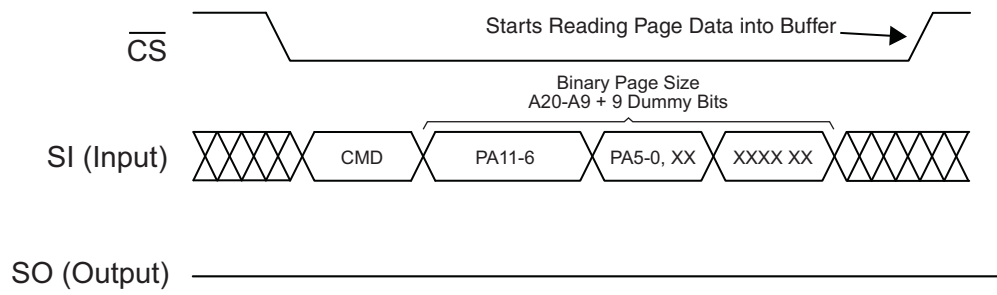 Starts Reading Page Data into Buffer
CS
Binary Page Size
A20-A9 + 9 Dummy Bits
SI (Input)
CMD
PA11-6
PA5-0, XX
XXXX XX
SO (Output)